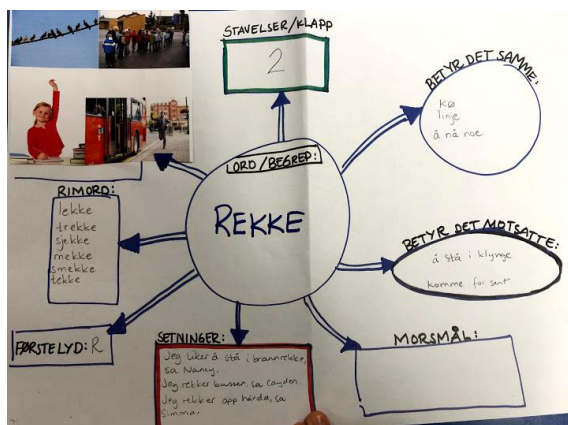 STAVELSER/KLAPP
2
BETYR DET SAMME:
kø
linje
å nå noe
ORD/BEGREP:
REKKE
RIMORD:
lekke
trekke
sjekke
mekke
smekke
tekke
BETYR DET MOTSATTE:
å stå i klynge
komme for sent
FØRSTELYD: R
SETNINGER:
Jeg liker å stå i brannrekke,
sa Nancy.
Jeg rekker bussen, sa Cayden.
Jeg rekker opp hånda, sa
Simona.
MORSMÅL: